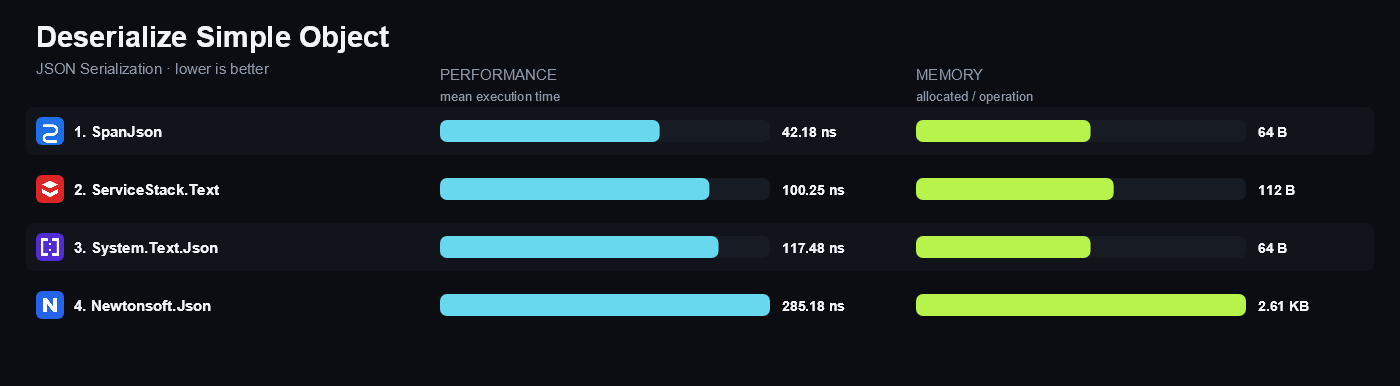 Deserialize Simple Object
JSON Serialization · lower is better
PERFORMANCE
mean execution time
MEMORY
allocated / operation
1. SpanJson 42.18 ns 64 B
2. ServiceStack.Text 100.25 ns 112 B
3. System.Text.Json 117.48 ns 64 B
N 4. Newtonsoft.Json 285.18 ns 2.61 KB